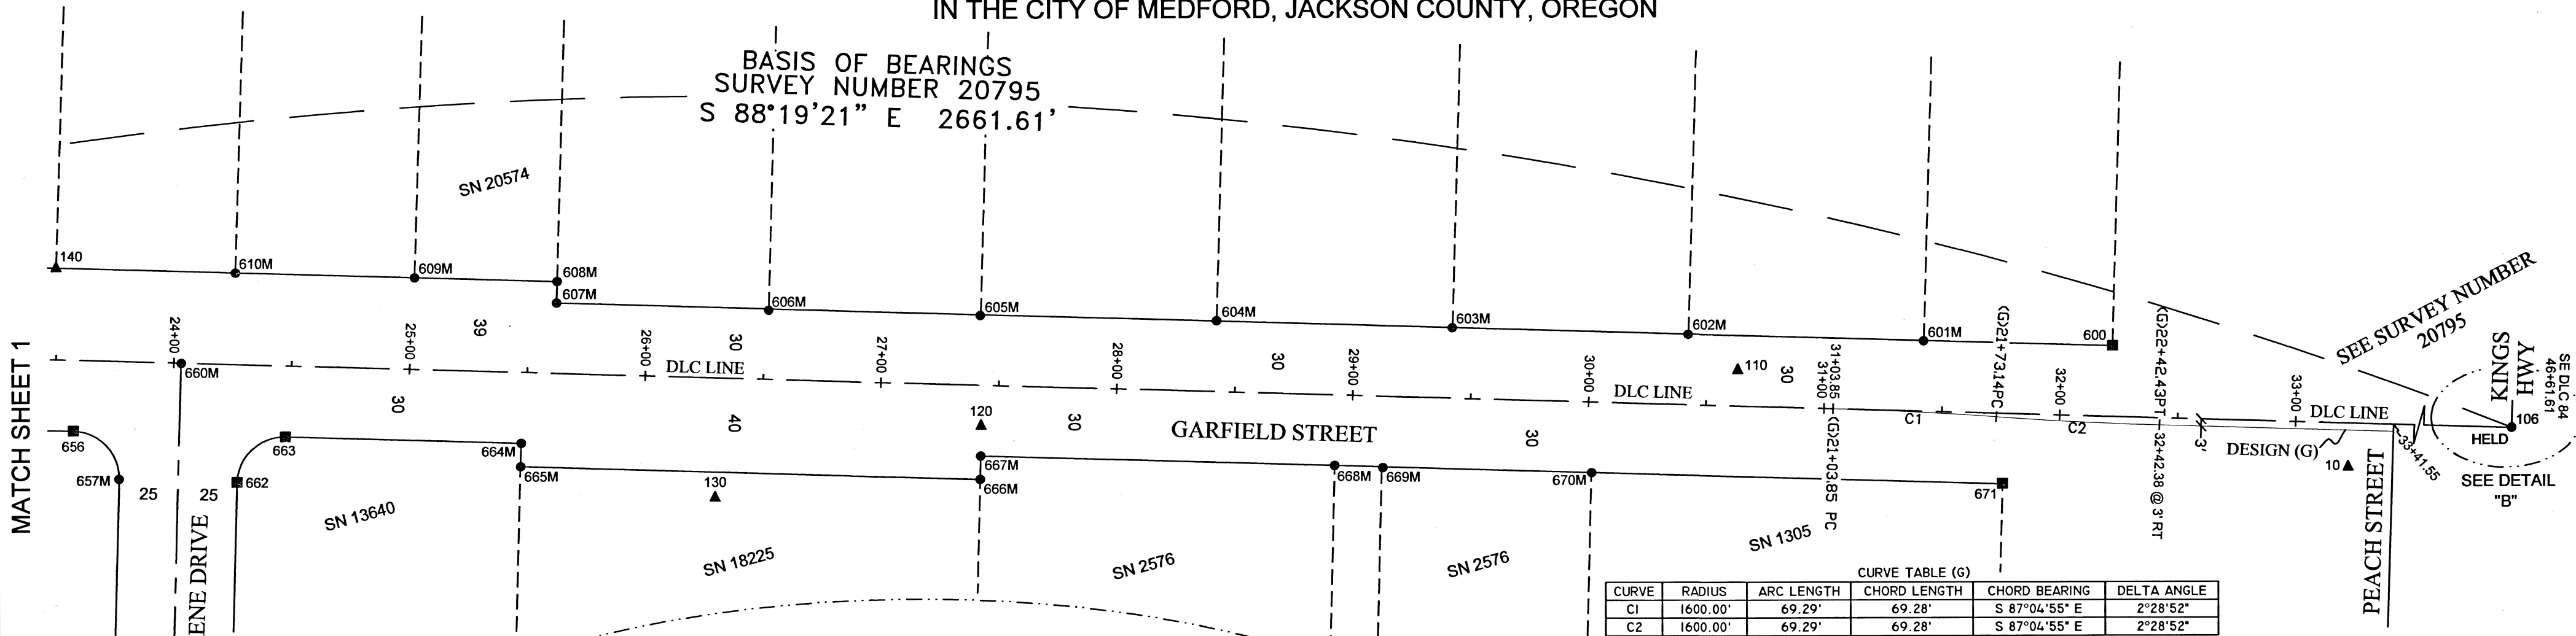 IN THE CITY OF MEDFORD, JACKSON COUNTY, OREGON
BASIS OF BEARINGS
SURVEY NUMBER 20795
S 88°19'21" E 2661.61'
SN 20574
140
610M
609M
608M
607M
606M
605M
604M
603M
602M
601M
600
SEE SURVEY NUMBER
20795
KINGS
HWY
SE DLC 84
46+61.81
106
HELD
SEE DETAIL
"B"
MATCH SHEET 1
24+00
25+00
39
26+00
30
27+00
28+00
30
29+00
30+00
110
30
31+03.85
31+00
(G)21+03.85 PC
(G)21+73.14PC
32+00
(G)22+42.43PT
32+42.38 @ 3' RT
33+00
33+41.55
660M
DLC LINE
DLC LINE
DLC LINE
C1
C2
3'
DESIGN (G)
10
PEACH STREET
656
657M
25
25
662
663
30
664M
665M
40
120
130
667M
666M
30
GARFIELD STREET
30
668M
669M
670M
671
ENE DRIVE
SN 13640
SN 18225
SN 2576
SN 2576
SN 1305
CURVE TABLE (G)
CURVE RADIUS ARC LENGTH CHORD LENGTH CHORD BEARING DELTA ANGLE
C1 1600.00' 69.29' 69.28' S 87°04'55" E 2°28'52"
C2 1600.00' 69.29' 69.28' S 87°04'55" E 2°28'52"